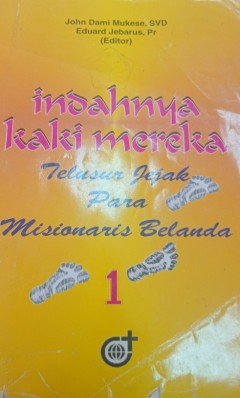 John Dami Mukese, SVD
Eduard Jebarus, Pr
(Editor)
indahnya
kaki mereka
Telusur Jejak
Para
Misionaris Belanda
1